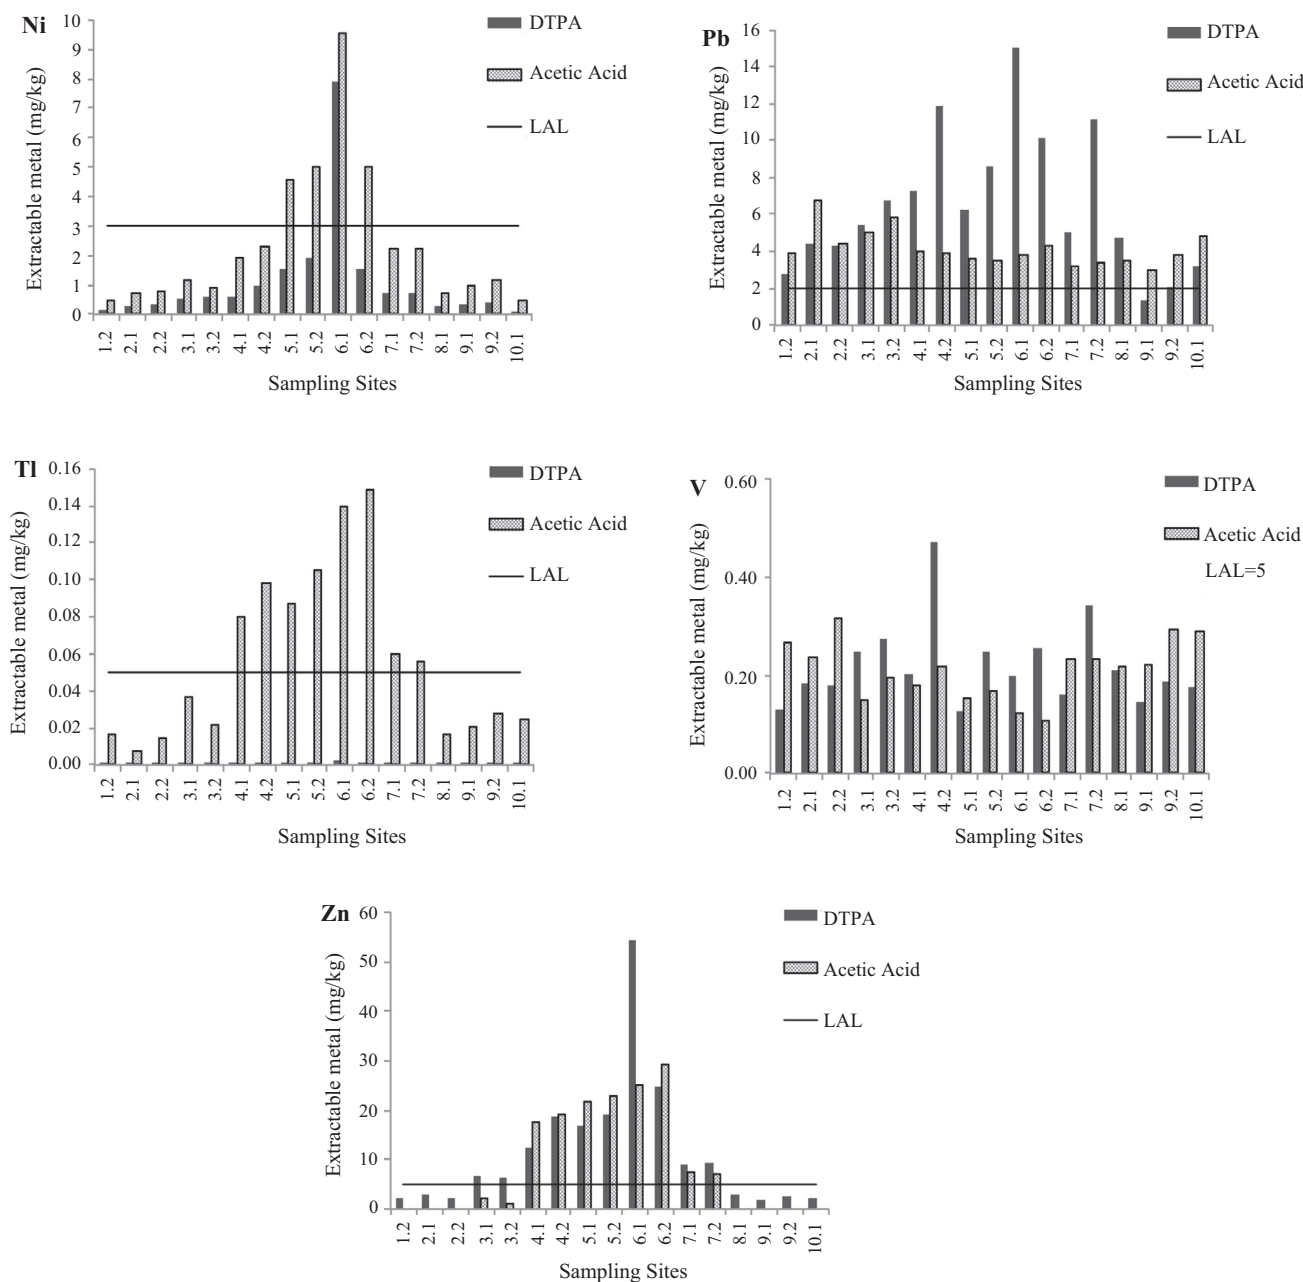 Ni
Extractable metal (mg/kg)
10
9
8
7
6
5
4
3
2
1
0
1.2 2.1 2.2 3.1 3.2 4.1 4.2 5.1 5.2 6.1 6.2 7.1 7.2 8.1 9.1 9.2 10.1
Sampling Sites
DTPA
Acetic Acid
LAL
Pb
Extractable metal (mg/kg)
16
14
12
10
8
6
4
2
0
1.2 2.1 2.2 3.1 3.2 4.1 4.2 5.1 5.2 6.1 6.2 7.1 7.2 8.1 9.1 9.2 10.1
Sampling Sites
DTPA
Acetic Acid
LAL
Tl
Extractable metal (mg/kg)
0.16
0.14
0.12
0.10
0.08
0.06
0.04
0.02
0.00
1.2 2.1 2.2 3.1 3.2 4.1 4.2 5.1 5.2 6.1 6.2 7.1 7.2 8.1 9.1 9.2 10.1
Sampling Sites
DTPA
Acetic Acid
LAL
V
Extractable metal (mg/kg)
0.60
0.40
0.20
0.00
1.2 2.1 2.2 3.1 3.2 4.1 4.2 5.1 5.2 6.1 6.2 7.1 7.2 8.1 9.1 9.2 10.1
Sampling Sites
DTPA
Acetic Acid
LAL=5
Zn
Extractable metal (mg/kg)
60
50
40
30
20
10
0
1.2 2.1 2.2 3.1 3.2 4.1 4.2 5.1 5.2 6.1 6.2 7.1 7.2 8.1 9.1 9.2 10.1
Sampling Sites
DTPA
Acetic Acid
LAL